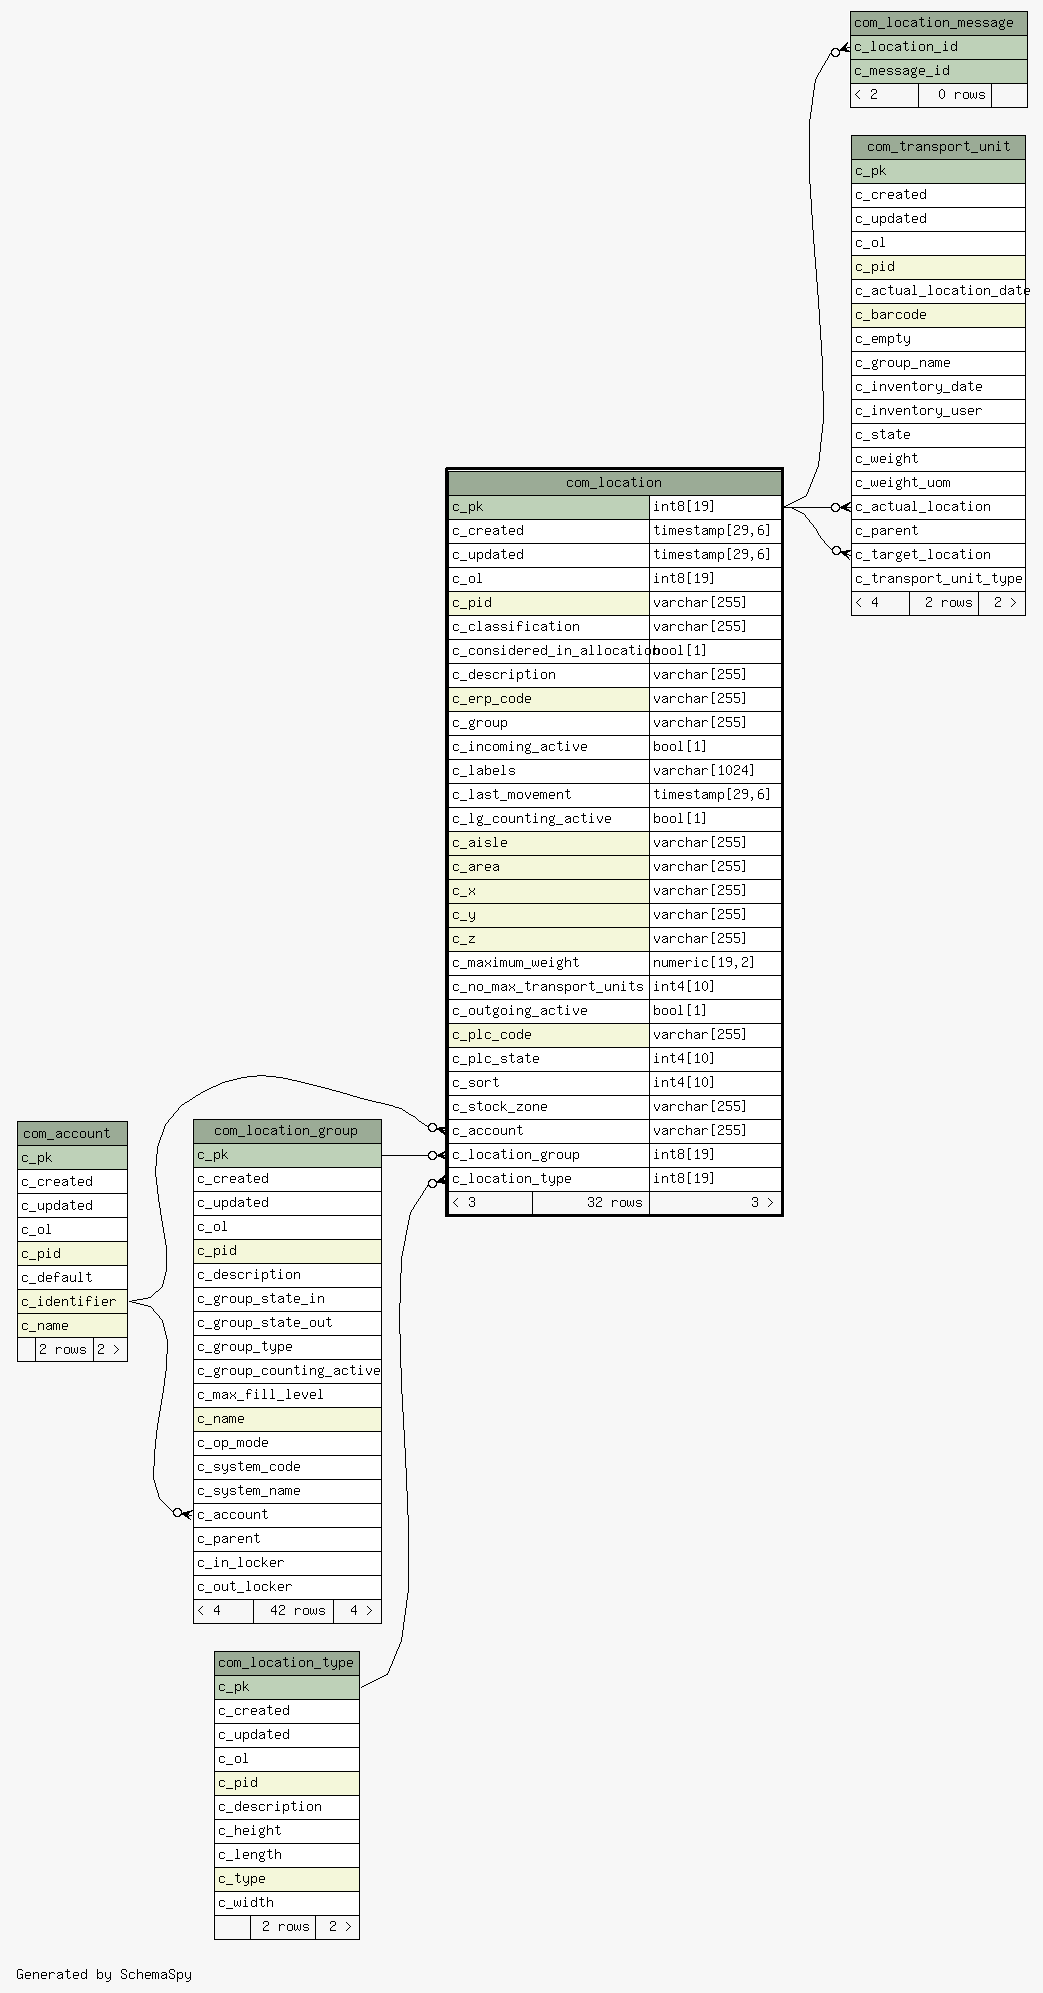 com_location_message
c_location_id
c_message_id
< 2 0 rows
com_transport_unit
c_pk
c_created
c_updated
c_ol
c_pid
c_actual_location_date
c_barcode
c_empty
c_group_name
c_inventory_date
c_inventory_user
c_state
c_weight
c_weight_uom
c_actual_location
c_parent
c_target_location
c_transport_unit_type
< 4 2 rows 2 >
com_location
c_pk int8[19]
c_created timestamp[29,6]
c_updated timestamp[29,6]
c_ol int8[19]
c_pid varchar[255]
c_classification varchar[255]
c_considered_in_allocation bool[1]
c_description varchar[255]
c_erp_code varchar[255]
c_group varchar[255]
c_incoming_active bool[1]
c_labels varchar[1024]
c_last_movement timestamp[29,6]
c_lg_counting_active bool[1]
c_aisle varchar[255]
c_area varchar[255]
c_x varchar[255]
c_y varchar[255]
c_z varchar[255]
c_maximum_weight numeric[19,2]
c_no_max_transport_units int4[10]
c_outgoing_active bool[1]
c_plc_code varchar[255]
c_plc_state int4[10]
c_sort int4[10]
c_stock_zone varchar[255]
c_account varchar[255]
c_location_group int8[19]
c_location_type int8[19]
< 3 32 rows 3 >
com_account
c_pk
c_created
c_updated
c_ol
c_pid
c_default
c_identifier
c_name
2 rows 2 >
com_location_group
c_pk
c_created
c_updated
c_ol
c_pid
c_description
c_group_state_in
c_group_state_out
c_group_type
c_group_counting_active
c_max_fill_level
c_name
c_op_mode
c_system_code
c_system_name
c_account
c_parent
c_in_locker
c_out_locker
< 4 42 rows 4 >
com_location_type
c_pk
c_created
c_updated
c_ol
c_pid
c_description
c_height
c_length
c_type
c_width
2 rows 2 >
Generated by SchemaSpy